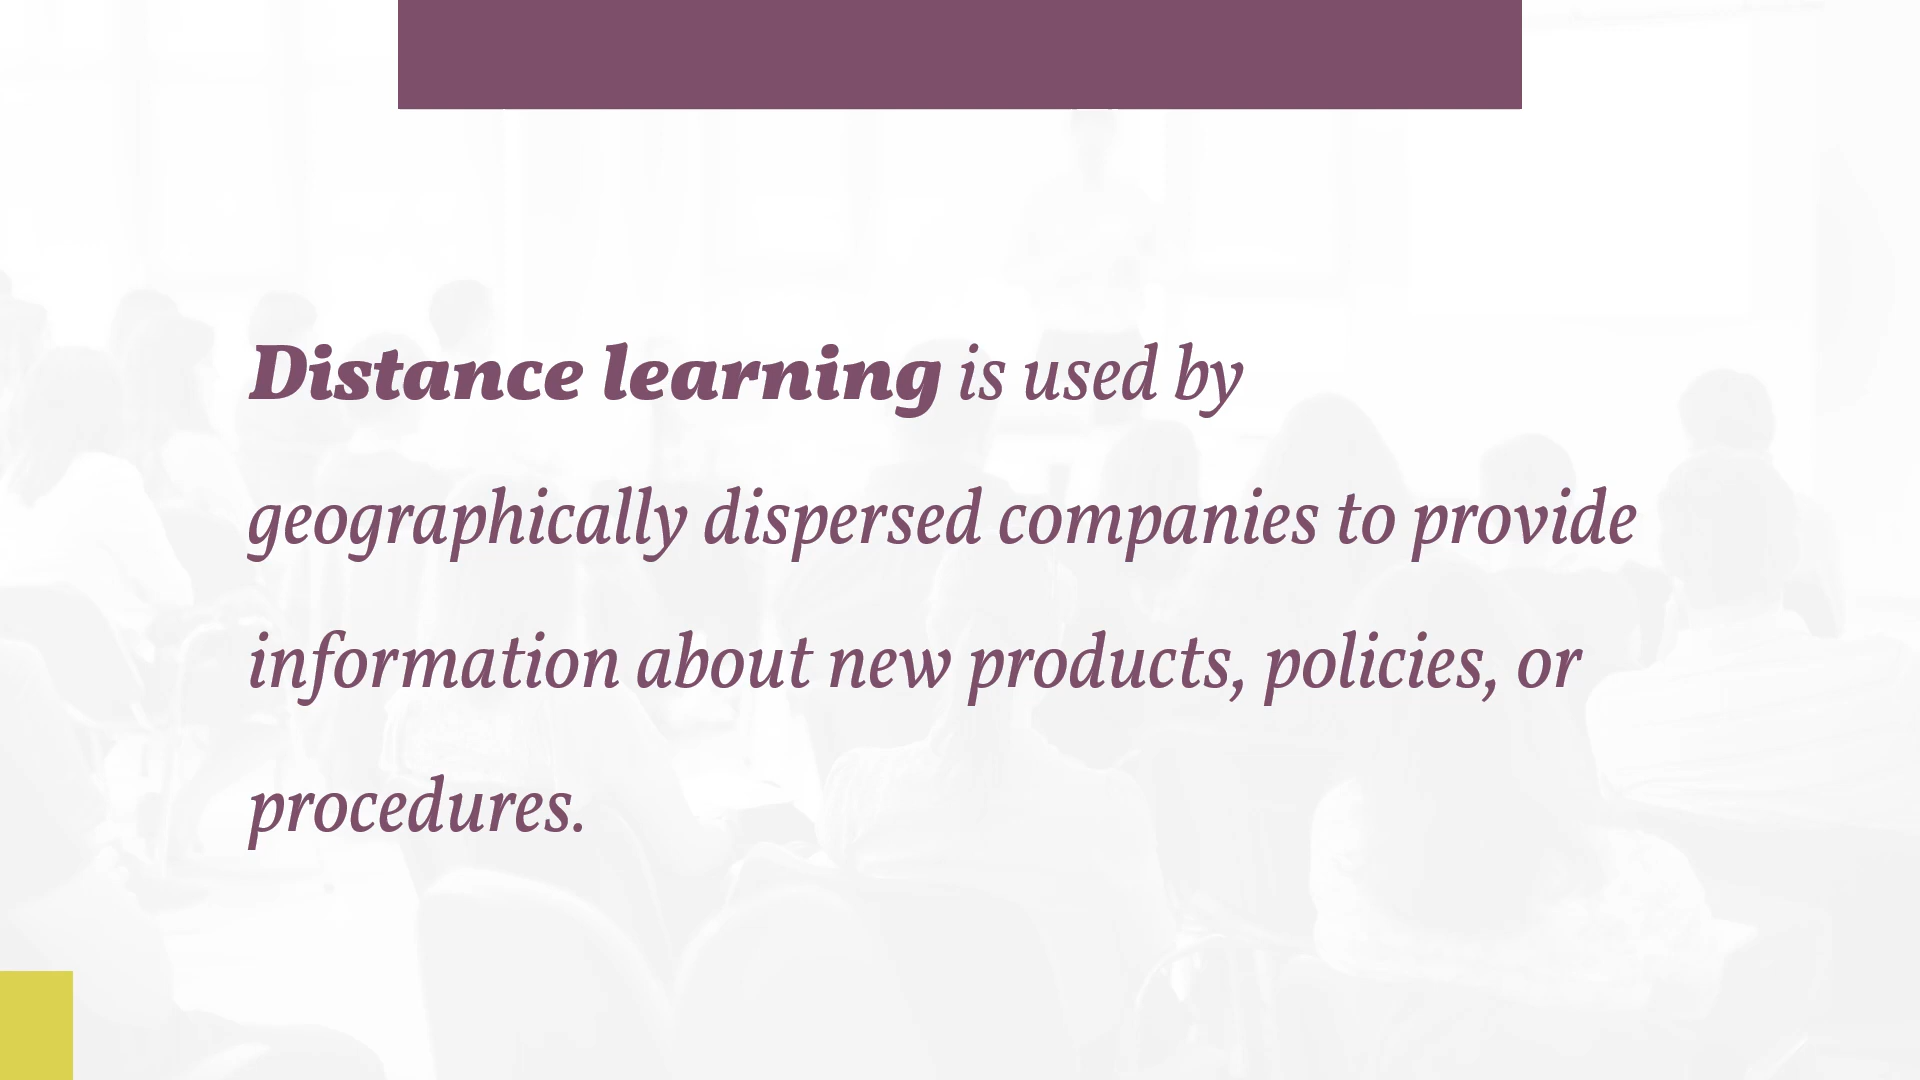 Distance learning is used by
geographically dispersed companies to provide
information about new products, policies, or
procedures.